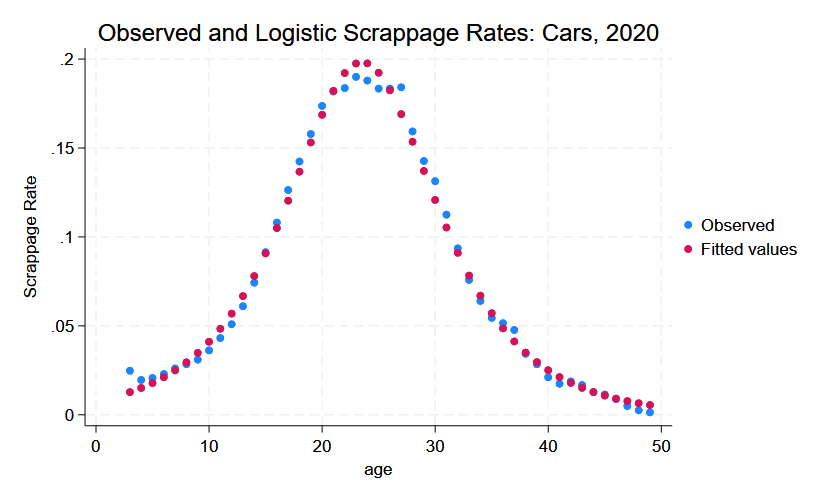 Observed and Logistic Scrappage Rates: Cars, 2020
.2
.15
.1
.05
0
Scrappage Rate
0 10 20 30 40 50
age
Observed
Fitted values